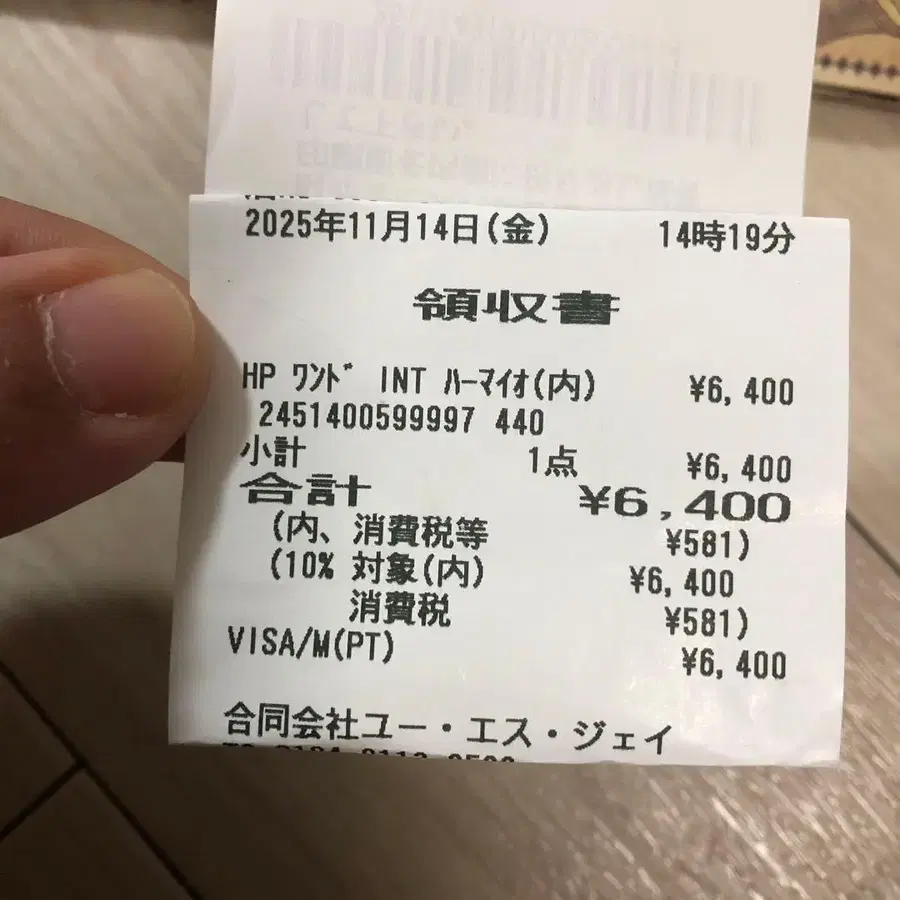 2025年11月14日(金) 14時19分
領収書
HP ﾜﾝﾄﾞ INT ﾊｰﾏｲｵ(内) ¥6,400
2451400599997 440
小計 1点 ¥6,400
合計 ¥6,400
(内、消費税等 ¥581)
(10% 対象(内) ¥6,400
消費税 ¥581)
VISA/M(PT) ¥6,400
合同会社ユー・エス・ジェイ